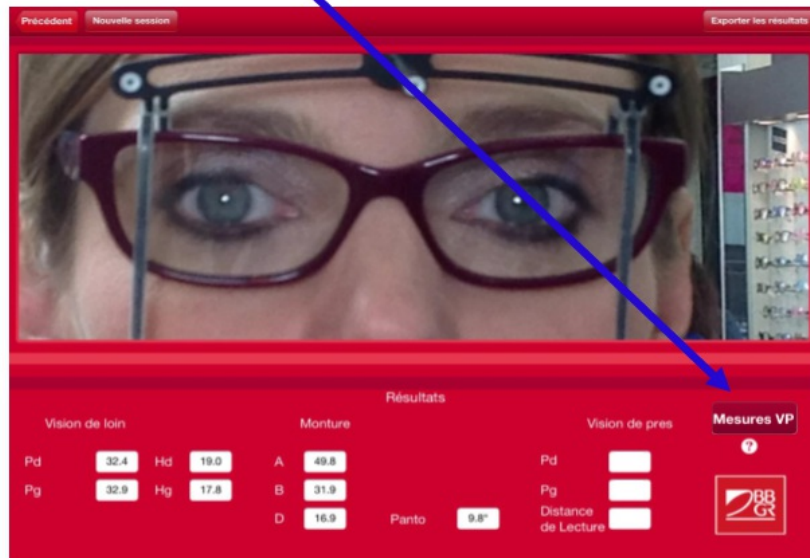 Précédent Nouvelle session Exporter les résultats
Résultats
Vision de loin Monture Vision de pres Mesures VP
?
Pd 32.4 Hd 19.0 A 49.8 Pd
Pg 32.9 Hg 17.8 B 31.9 Pg
D 16.9 Panto 9.8° Distance
de Lecture
BB
GR